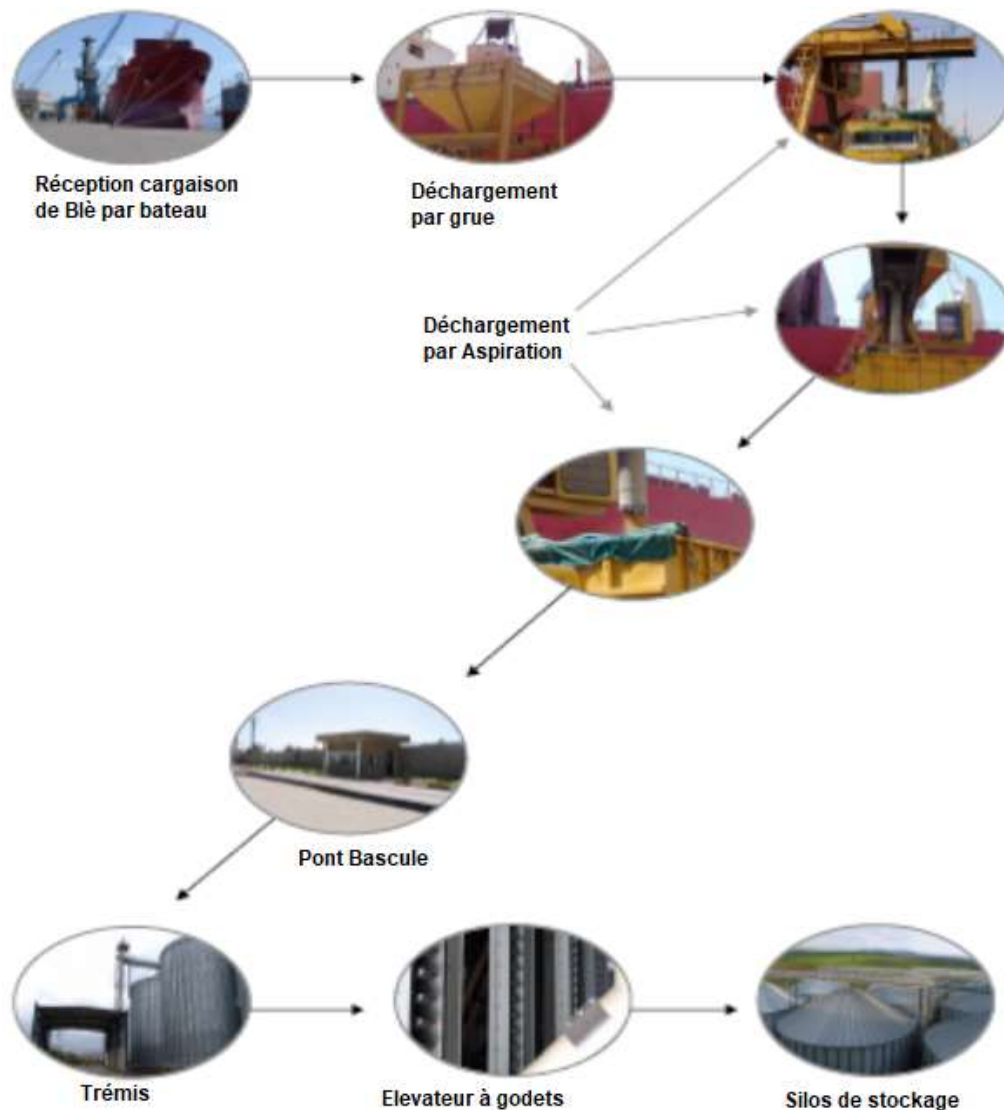 Réception cargaison
de Blè par bateau
Déchargement
par grue
Déchargement
par Aspiration
Pont Bascule
Trémis
Elevateur à godets
Silos de stockage